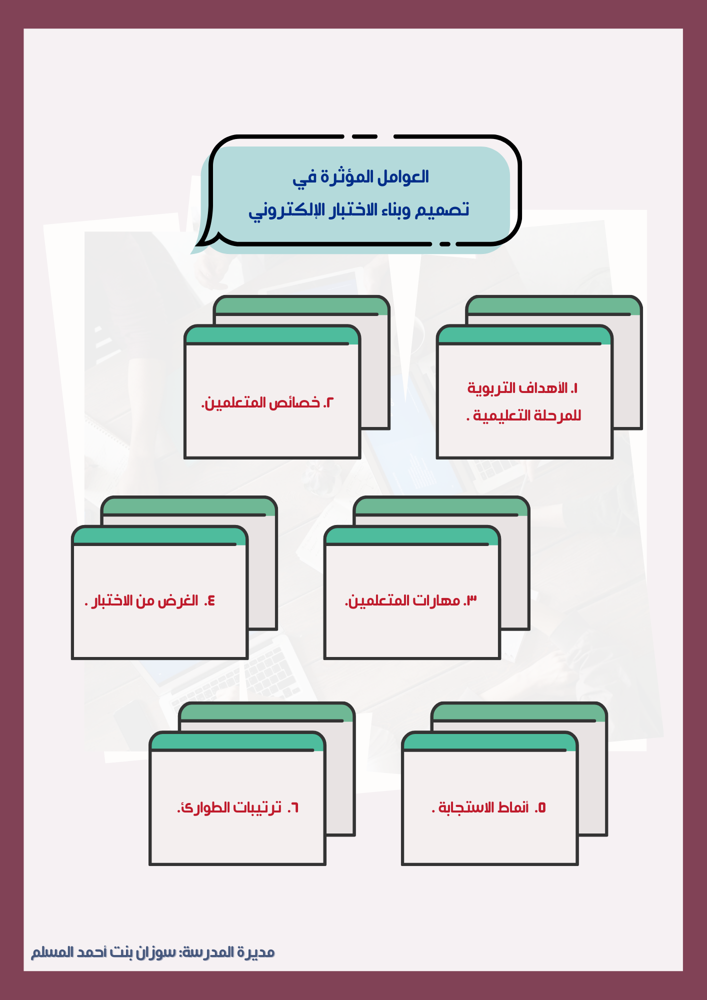 العوامل المؤثرة في
تصميم وبناء الاختبار الإلكتروني
١. الأهداف التربوية
للمرحلة التعليمية .
٢. خصائص المتعلمين.
٣. مهارات المتعلمين.
٤. الغرض من الاختبار .
٥. أنماط الاستجابة .
٦. ترتيبات الطوارئ.
مديرة المدرسة: سوزان بنت أحمد المسلم